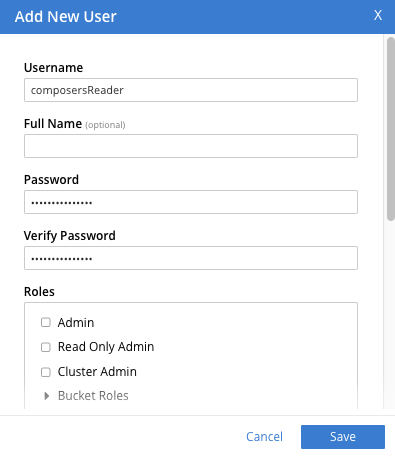 Add New User X
Username
composersReader
Full Name (optional)
Password
•••••••••••••••
Verify Password
•••••••••••••••
Roles
Admin
Read Only Admin
Cluster Admin
Bucket Roles
Cancel Save